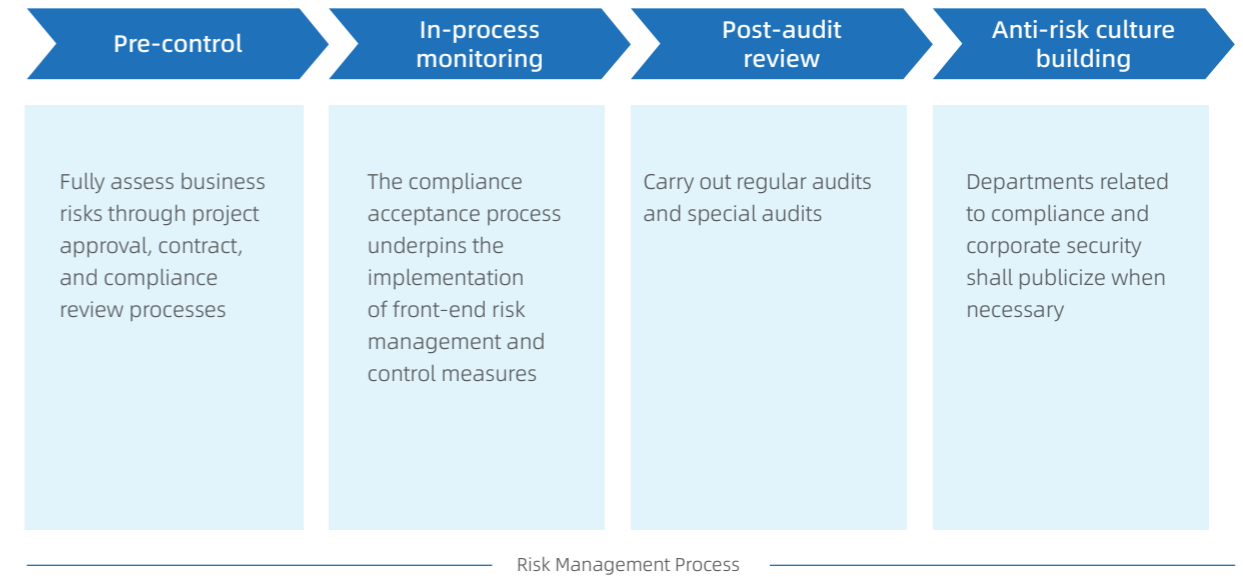 Pre-control
In-process
monitoring
Post-audit
review
Anti-risk culture
building
Fully assess business
risks through project
approval, contract,
and compliance
review processes
The compliance
acceptance process
underpins the
implementation
of front-end risk
management and
control measures
Carry out regular audits
and special audits
Departments related
to compliance and
corporate security
shall publicize when
necessary
Risk Management Process